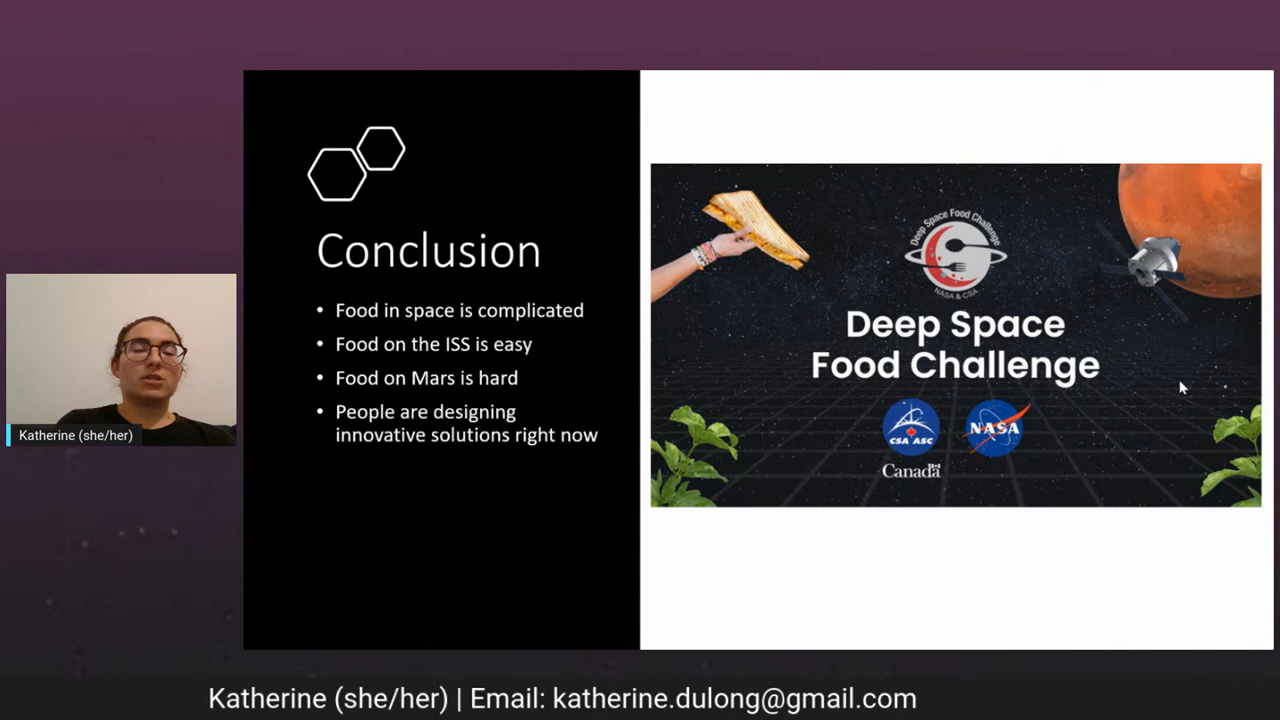 Conclusion
• Food in space is complicated
• Food on the ISS is easy
• Food on Mars is hard
• People are designing
innovative solutions right now
Deep Space Food Challenge
NASA & CSA
Deep Space
Food Challenge
CSA ASC
NASA
Canada
Katherine (she/her)
Katherine (she/her) | Email: katherine.dulong@gmail.com